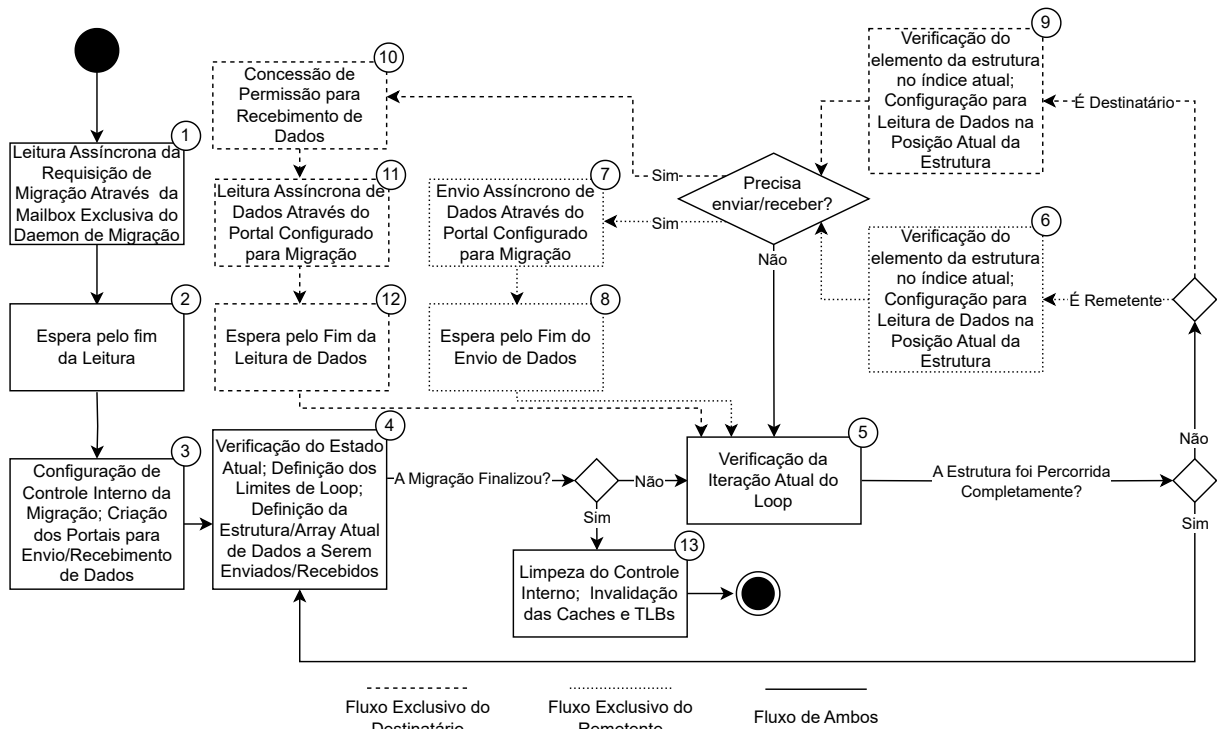 1
Leitura Assíncrona da
Requisição de
Migração Através da
Mailbox Exclusiva do
Daemon de Migração
2
Espera pelo fim
da Leitura
3
Configuração de
Controle Interno da
Migração; Criação
dos Portais para
Envio/Recebimento
de Dados
4
Verificação do Estado
Atual; Definição dos
Limites de Loop;
Definição da
Estrutura/Array Atual
de Dados a Serem
Enviados/Recebidos
A Migração Finalizou?
Não
Sim
5
Verificação da
Iteração Atual do
Loop
A Estrutura foi Percorrida
Completamente?
Não
Sim
É Remetente
6
Verificação do
elemento da estrutura
no índice atual;
Configuração para
Leitura de Dados na
Posição Atual da
Estrutura
É Destinatário
9
Verificação do
elemento da estrutura
no índice atual;
Configuração para
Leitura de Dados na
Posição Atual da
Estrutura
Precisa
enviar/receber?
Sim
Sim
Não
7
Envio Assíncrono de
Dados Através do
Portal Configurado
para Migração
8
Espera pelo Fim do
Envio de Dados
10
Concessão de
Permissão para
Recebimento de
Dados
11
Leitura Assíncrona de
Dados Através do
Portal Configurado
para Migração
12
Espera pelo Fim da
Leitura de Dados
13
Limpeza do Controle
Interno; Invalidação
das Caches e TLBs
Fluxo Exclusivo do
Destinatário
Fluxo Exclusivo do
Remetente
Fluxo de Ambos